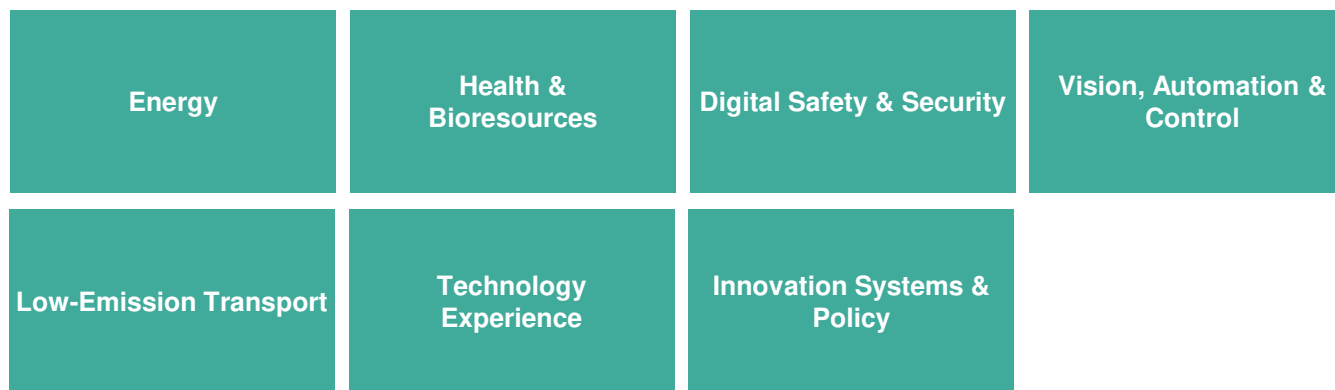 Energy
Health &
Bioresources
Digital Safety & Security
Vision, Automation &
Control
Low-Emission Transport
Technology
Experience
Innovation Systems &
Policy